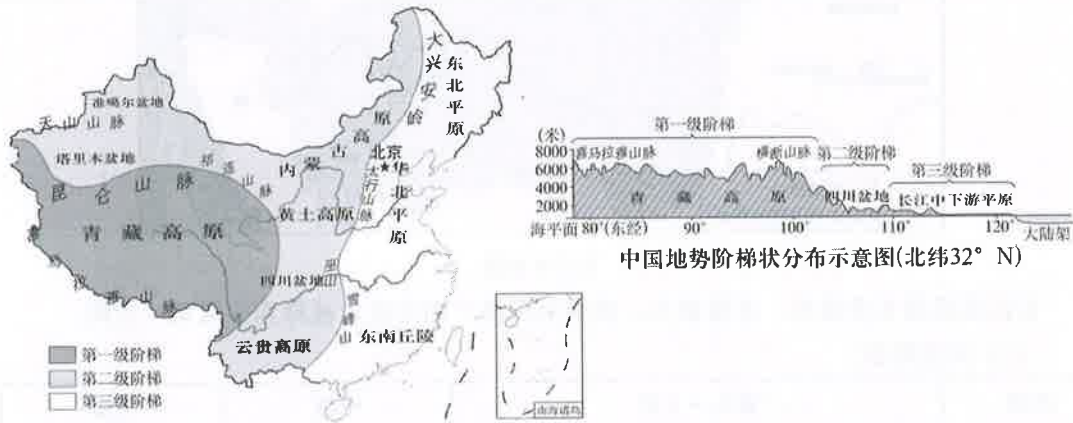 大兴安岭
东北平原
准噶尔盆地
天山山脉
塔里木盆地
内蒙古高原
北京
昆仑山脉
祁连山脉
太行山脉
华北平原
黄土高原
青藏高原
四川盆地
巫山
雪峰山
喜马拉雅山脉
云贵高原
东南丘陵
第一级阶梯
第二级阶梯
第三级阶梯
南海诸岛
(米)
第一级阶梯
8000
喜马拉雅山脉
横断山脉
第二级阶梯
6000
第三级阶梯
4000
青藏高原
四川盆地
长江中下游平原
2000
海平面 80°(东经) 90° 100° 110° 120° 大陆架
中国地势阶梯状分布示意图(北纬32° N)